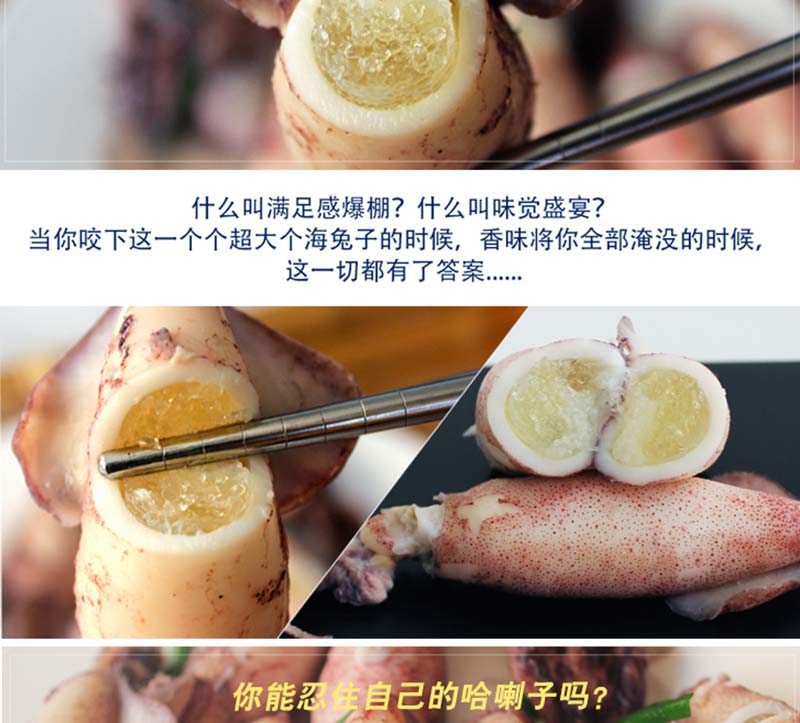 什么叫满足感爆棚？什么叫味觉盛宴？
当你咬下这一个个超大个海兔子的时候，香味将你全部淹没的时候，
这一切都有了答案......
你能忍住自己的哈喇子吗?